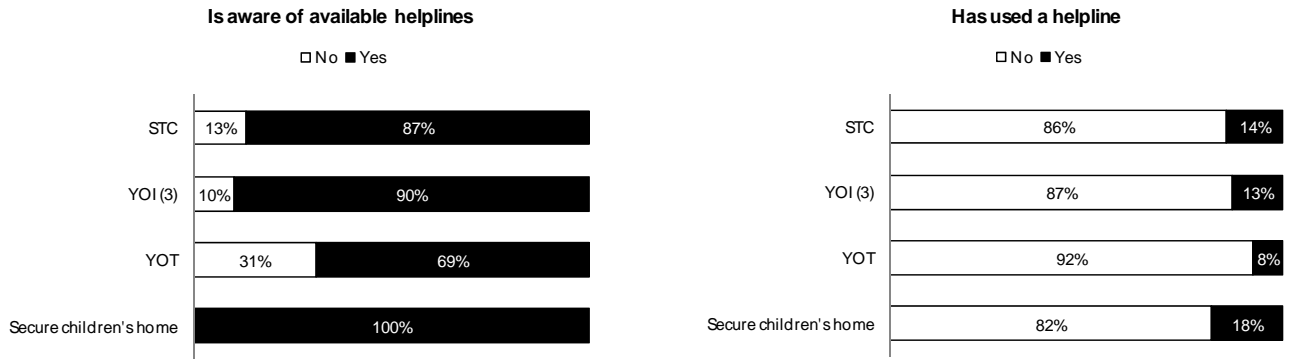 Is aware of available helplines
No Yes
STC 13% 87%
YOI (3) 10% 90%
YOT 31% 69%
Secure children's home 100%
Has used a helpline
No Yes
STC 86% 14%
YOI (3) 87% 13%
YOT 92% 8%
Secure children's home 82% 18%